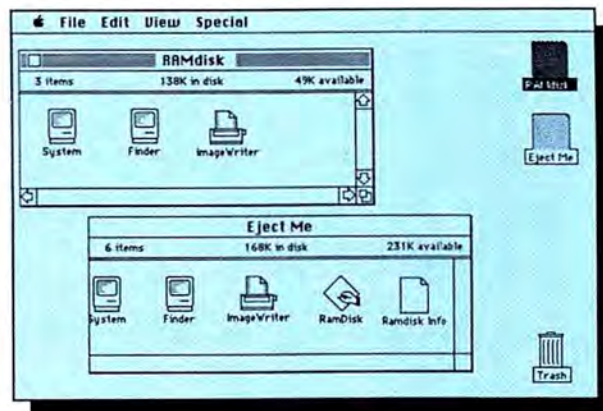 File Edit View Special
RAMdisk
3 items 138K in disk 49K available
System Finder ImageWriter
RAMdisk
Eject Me
Eject Me
6 items 168K in disk 231K available
System Finder ImageWriter RamDisk Ramdisk Info
Trash